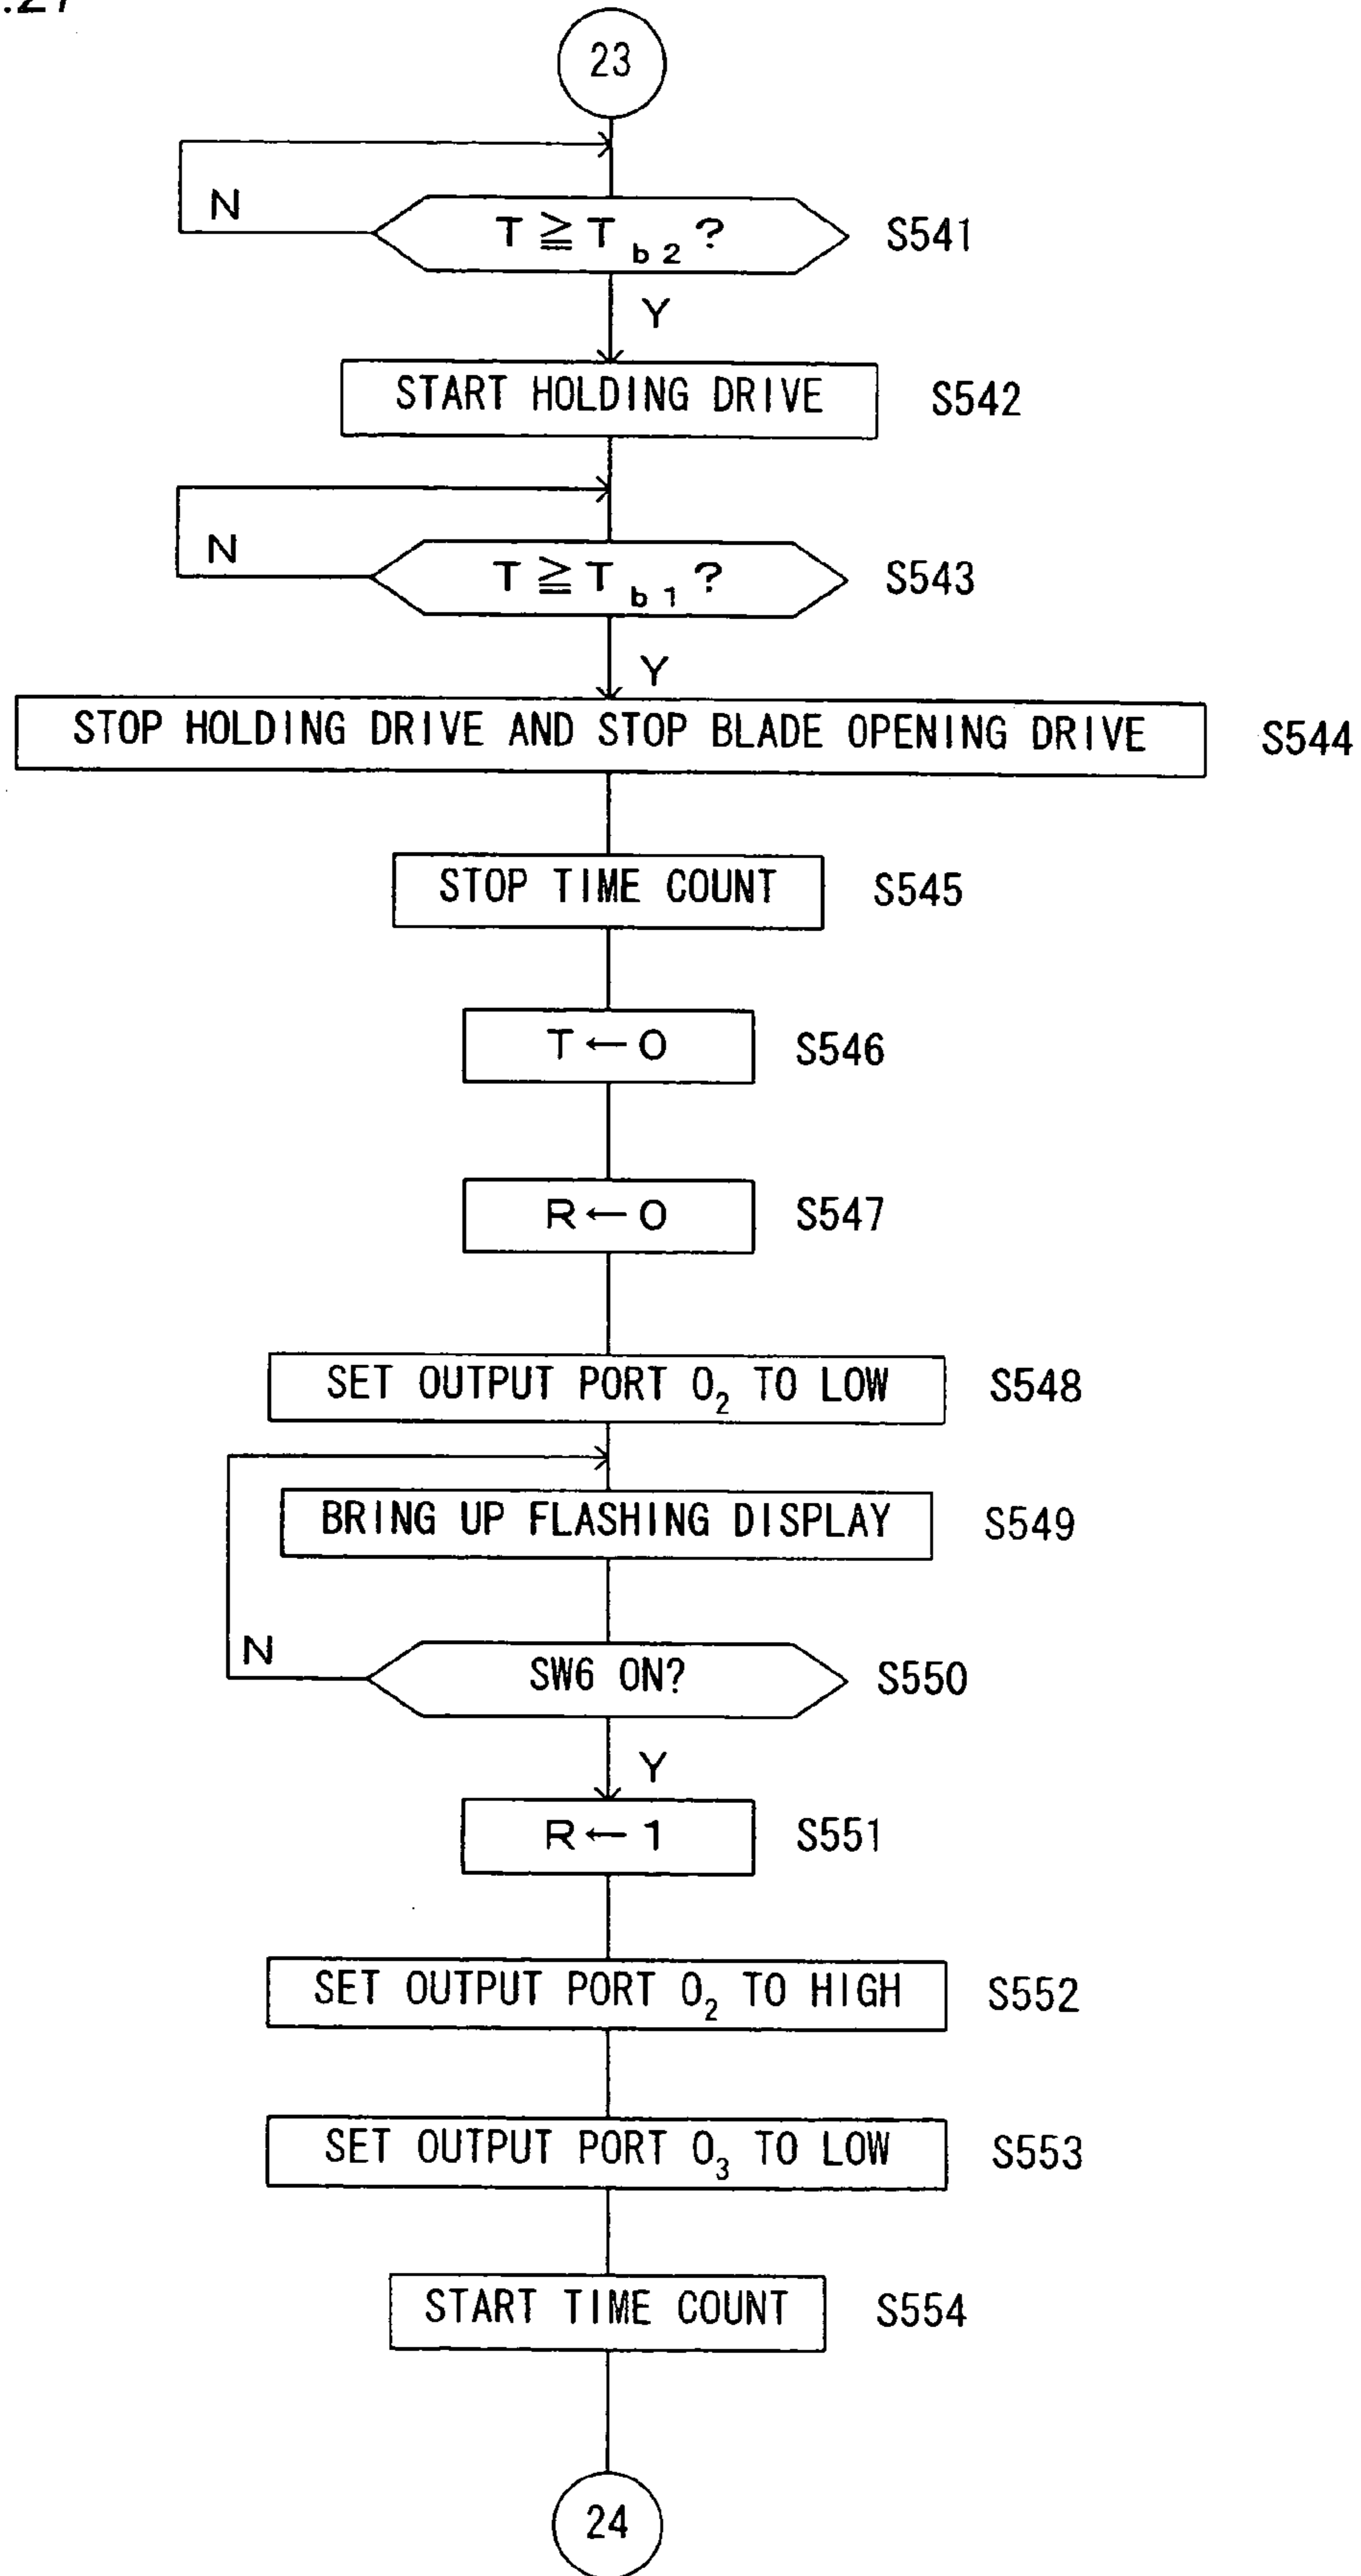 23
N
T ≧ T b2 ? S541
Y
START HOLDING DRIVE S542
N
T ≧ T b1 ? S543
Y
STOP HOLDING DRIVE AND STOP BLADE OPENING DRIVE S544
STOP TIME COUNT S545
T←0 S546
R←0 S547
SET OUTPUT PORT O₂ TO LOW S548
BRING UP FLASHING DISPLAY S549
N
SW6 ON? S550
Y
R←1 S551
SET OUTPUT PORT O₂ TO HIGH S552
SET OUTPUT PORT O₃ TO LOW S553
START TIME COUNT S554
24